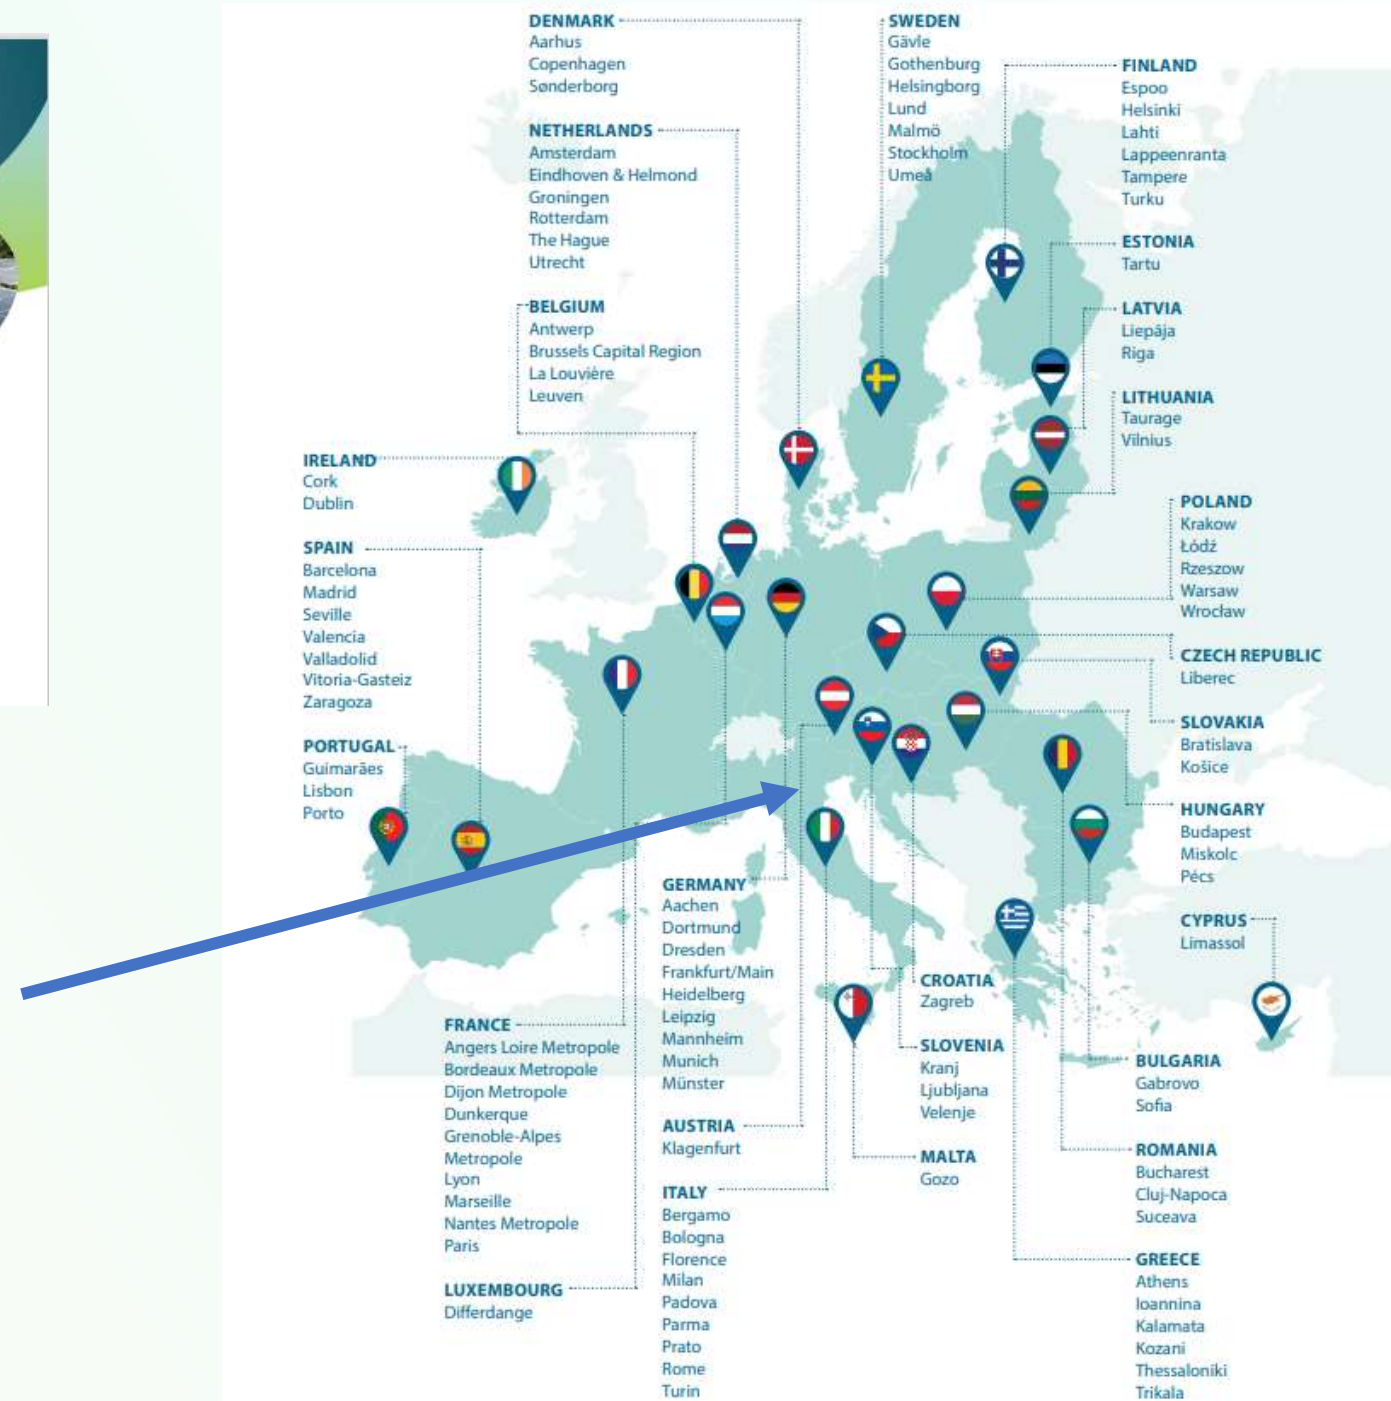 DENMARK
Aarhus
Copenhagen
Sønderborg
NETHERLANDS
Amsterdam
Eindhoven & Helmond
Groningen
Rotterdam
The Hague
Utrecht
BELGIUM
Antwerp
Brussels Capital Region
La Louvière
Leuven
SWEDEN
Gävle
Gothenburg
Helsingborg
Lund
Malmö
Stockholm
Umeå
FINLAND
Espoo
Helsinki
Lahti
Lappeenranta
Tampere
Turku
ESTONIA
Tartu
LATVIA
Liepāja
Riga
LITHUANIA
Taurage
Vilnius
IRELAND
Cork
Dublin
SPAIN
Barcelona
Madrid
Seville
Valencia
Valladolid
Vitoria-Gasteiz
Zaragoza
PORTUGAL
Guimarães
Lisbon
Porto
POLAND
Krakow
Łódź
Rzeszow
Warsaw
Wrocław
CZECH REPUBLIC
Liberec
SLOVAKIA
Bratislava
Košice
HUNGARY
Budapest
Miskolc
Pécs
CYPRUS
Limassol
GERMANY
Aachen
Dortmund
Dresden
Frankfurt/Main
Heidelberg
Leipzig
Mannheim
Munich
Münster
AUSTRIA
Klagenfurt
ITALY
Bergamo
Bologna
Florence
Milan
Padova
Parma
Prato
Rome
Turin
FRANCE
Angers Loire Metropole
Bordeaux Metropole
Dijon Metropole
Dunkerque
Grenoble-Alpes
Metropole
Lyon
Marseille
Nantes Metropole
Paris
LUXEMBOURG
Differdange
CROATIA
Zagreb
SLOVENIA
Kranj
Ljubljana
Velenje
MALTA
Gozo
BULGARIA
Gabrovo
Sofia
ROMANIA
Bucharest
Cluj-Napoca
Suceava
GREECE
Athens
Ioannina
Kalamata
Kozani
Thessaloniki
Trikala